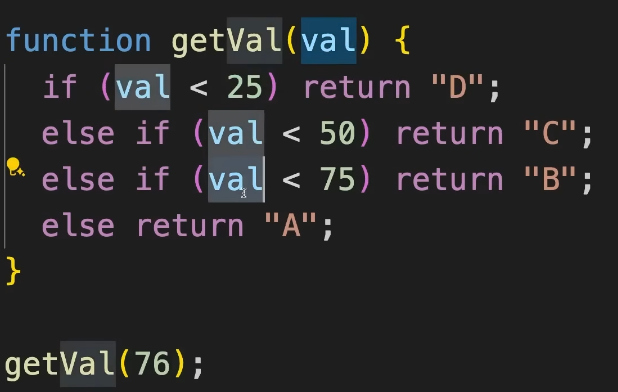 function getVal(val) {
if (val < 25) return "D";
else if (val < 50) return "C";
else if (val < 75) return "B";
else return "A";
}
getVal(76);